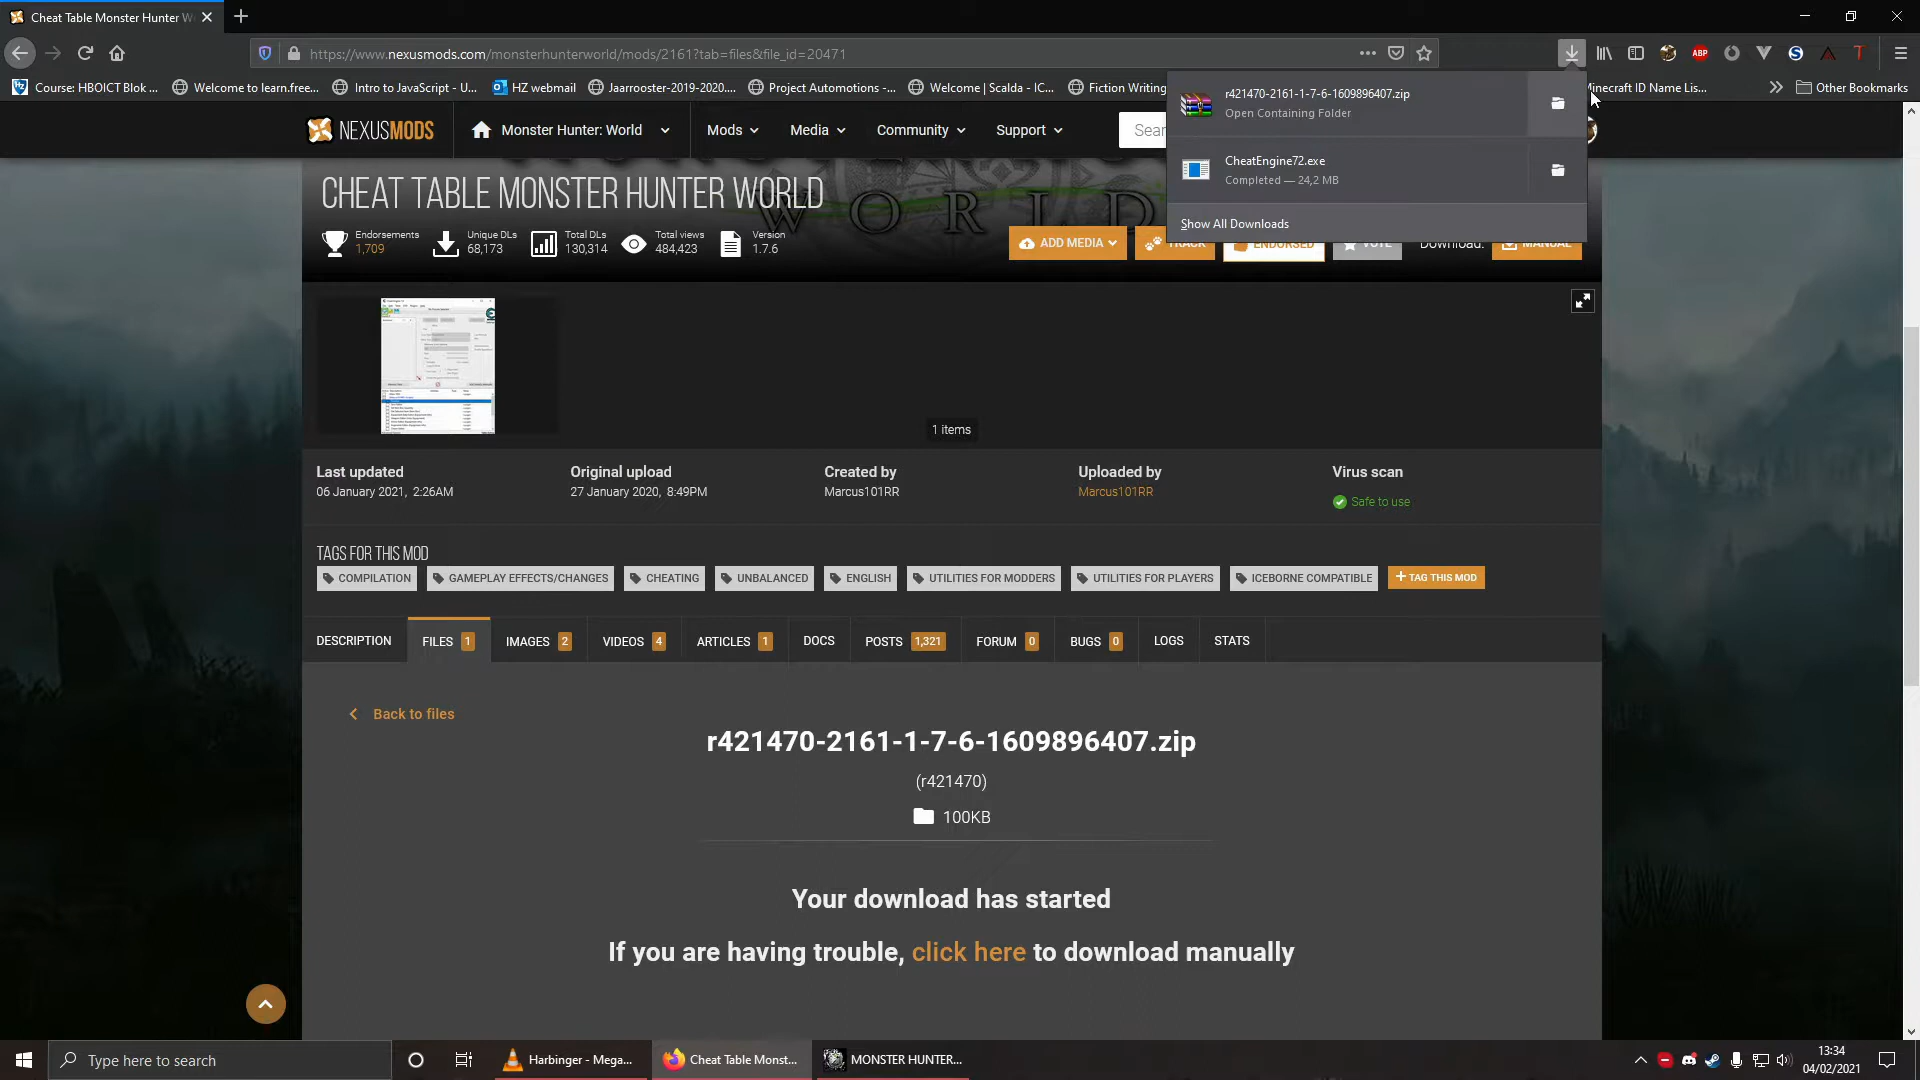 Cheat Table Monster Hunter W
https://www.nexusmods.com/monsterhunterworld/mods/2161?tab=files&file_id=20471
ABP
Course: HBOICT Blok ...
Welcome to learn.free...
Intro to JavaScript - U...
HZ webmail
Jaarrooster-2019-2020....
Project Automotions -...
Welcome | Scalda - IC...
Fiction Writing
Minecraft ID Name Lis...
Other Bookmarks
r421470-2161-1-7-6-1609896407.zip
Open Containing Folder
CheatEngine72.exe
Completed — 24,2 MB
Show All Downloads
NEXUSMODS
Monster Hunter: World
Mods
Media
Community
Support
Sear
CHEAT TABLE MONSTER HUNTER WORLD
WORLD
Endorsements
1,709
Unique DLs
68,173
Total DLs
130,314
Total views
484,423
Version
1.7.6
ADD MEDIA
TRACK
ENDORSED
VOTE
Download:
MANUAL
1 items
Last updated
06 January 2021, 2:26AM
Original upload
27 January 2020, 8:49PM
Created by
Marcus101RR
Uploaded by
Marcus101RR
Virus scan
Safe to use
TAGS FOR THIS MOD
COMPILATION
GAMEPLAY EFFECTS/CHANGES
CHEATING
UNBALANCED
ENGLISH
UTILITIES FOR MODDERS
UTILITIES FOR PLAYERS
ICEBORNE COMPATIBLE
+ TAG THIS MOD
DESCRIPTION
FILES 1
IMAGES 2
VIDEOS 4
ARTICLES 1
DOCS
POSTS 1,321
FORUM 0
BUGS 0
LOGS
STATS
Back to files
r421470-2161-1-7-6-1609896407.zip
(r421470)
100KB
Your download has started
If you are having trouble, click here to download manually
Type here to search
Harbinger - Mega...
Cheat Table Monst...
MONSTER HUNTER...
13:34
04/02/2021